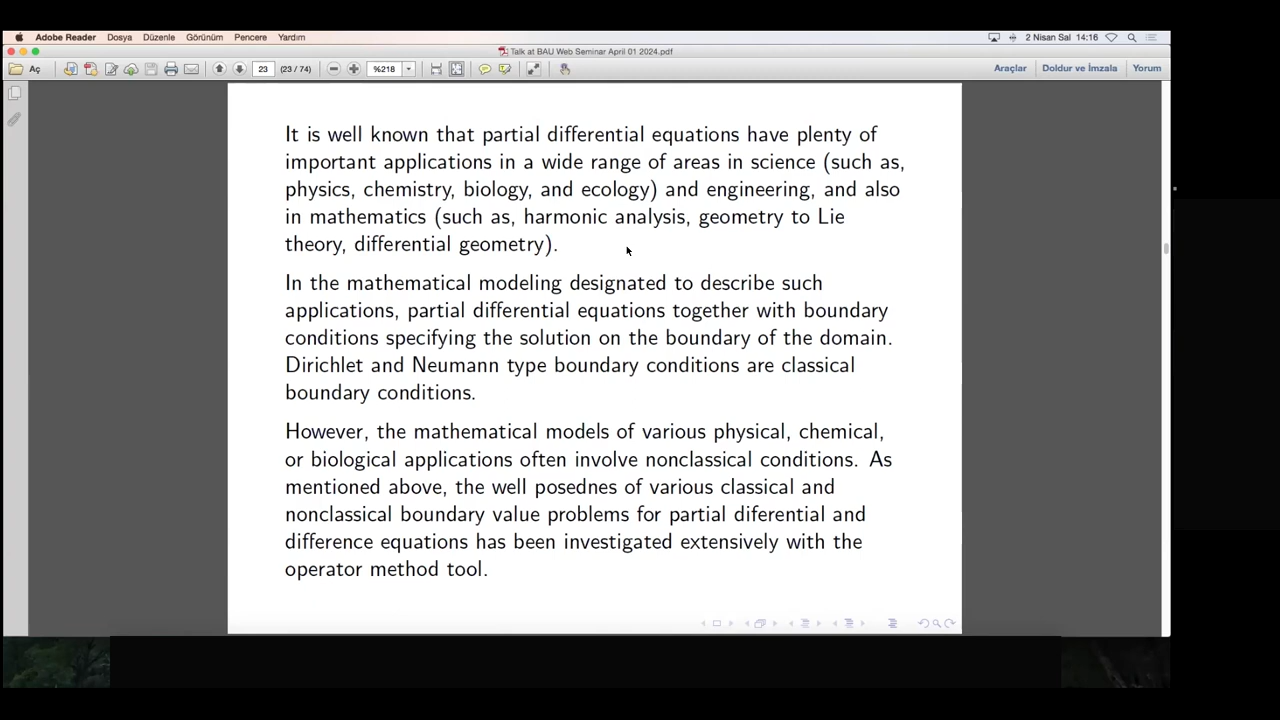 Adobe Reader Dosya Düzenle Görünüm Pencere Yardım 2 Nisan Sal 14:16
Talk at BAU Web Seminar April 01 2024.pdf
Aç 23 (23 / 74) %218 Araçlar Doldur ve İmzala Yorum
It is well known that partial differential equations have plenty of
important applications in a wide range of areas in science (such as,
physics, chemistry, biology, and ecology) and engineering, and also
in mathematics (such as, harmonic analysis, geometry to Lie
theory, differential geometry).
In the mathematical modeling designated to describe such
applications, partial differential equations together with boundary
conditions specifying the solution on the boundary of the domain.
Dirichlet and Neumann type boundary conditions are classical
boundary conditions.
However, the mathematical models of various physical, chemical,
or biological applications often involve nonclassical conditions. As
mentioned above, the well posednes of various classical and
nonclassical boundary value problems for partial diferential and
difference equations has been investigated extensively with the
operator method tool.